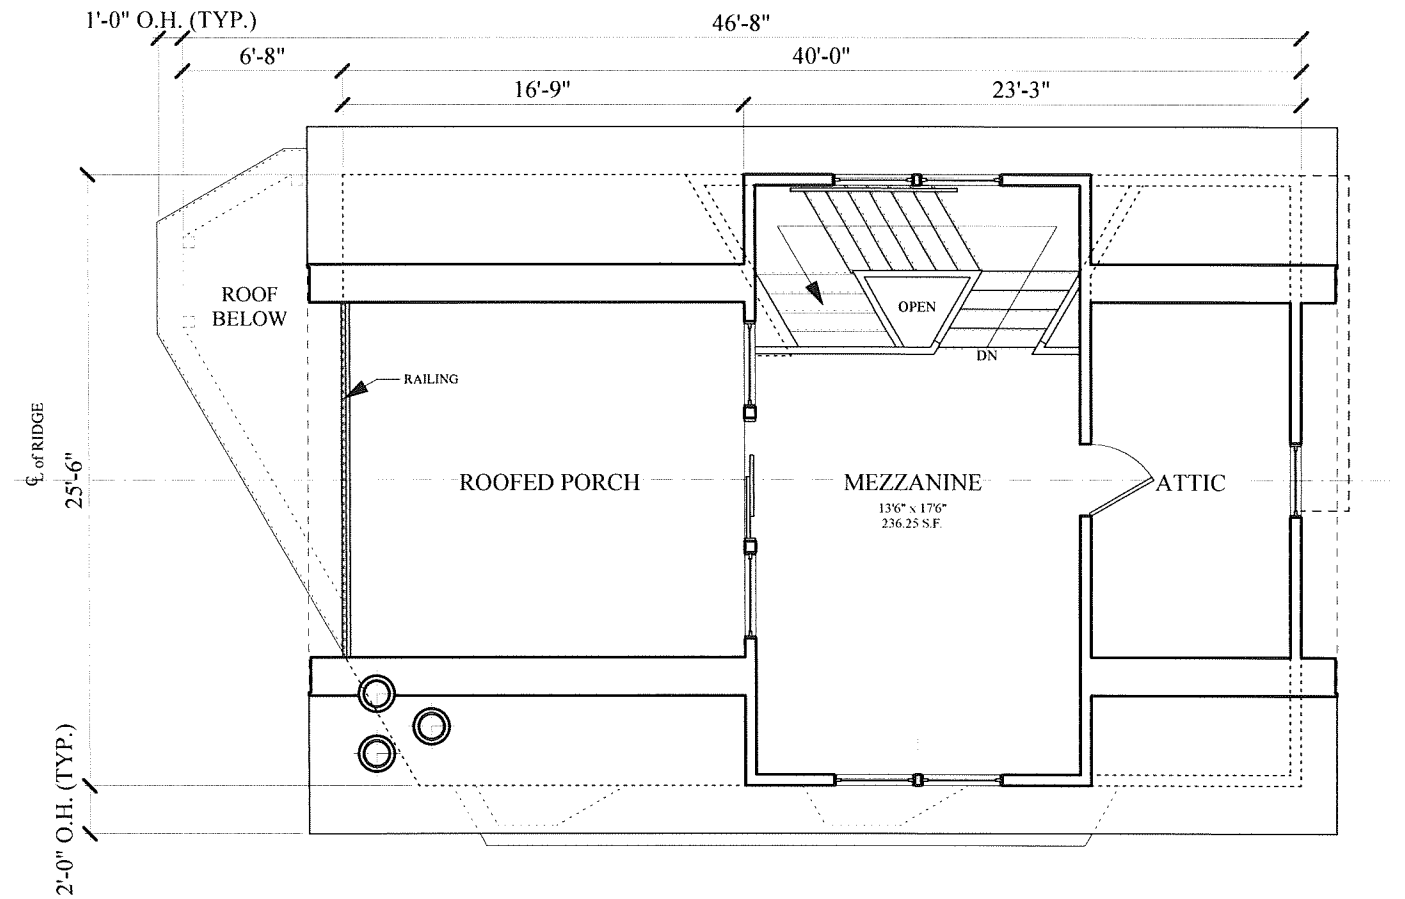 1'-0" O.H. (TYP.)
46'-8"
6'-8"
40'-0"
16'-9"
23'-3"
ROOF
BELOW
OPEN
DN
RAILING
℄ of RIDGE
25'-6"
ROOFED PORCH
MEZZANINE
13'6" x 17'6"
236.25 S.F.
ATTIC
2'-0" O.H. (TYP.)